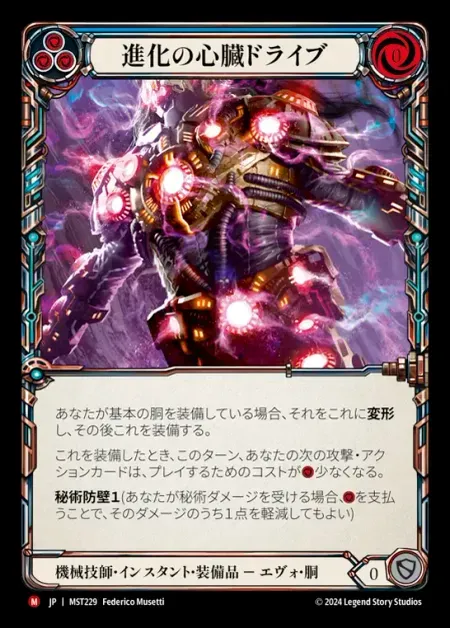 進化の心臓ドライブ
0
あなたが基本の胴を装備している場合、それをこれに変形
し、その後これを装備する。
これを装備したとき、このターン、あなたの次の攻撃・アク
ションカードは、プレイするためのコストが少なくなる。
秘術防壁1(あなたが秘術ダメージを受ける場合、を支払
うことで、そのダメージのうち1点を軽減してもよい)
機械技師・インスタント・装備品 − エヴォ・胴
0
M JP | MST229 Federico Musetti
© 2024 Legend Story Studios